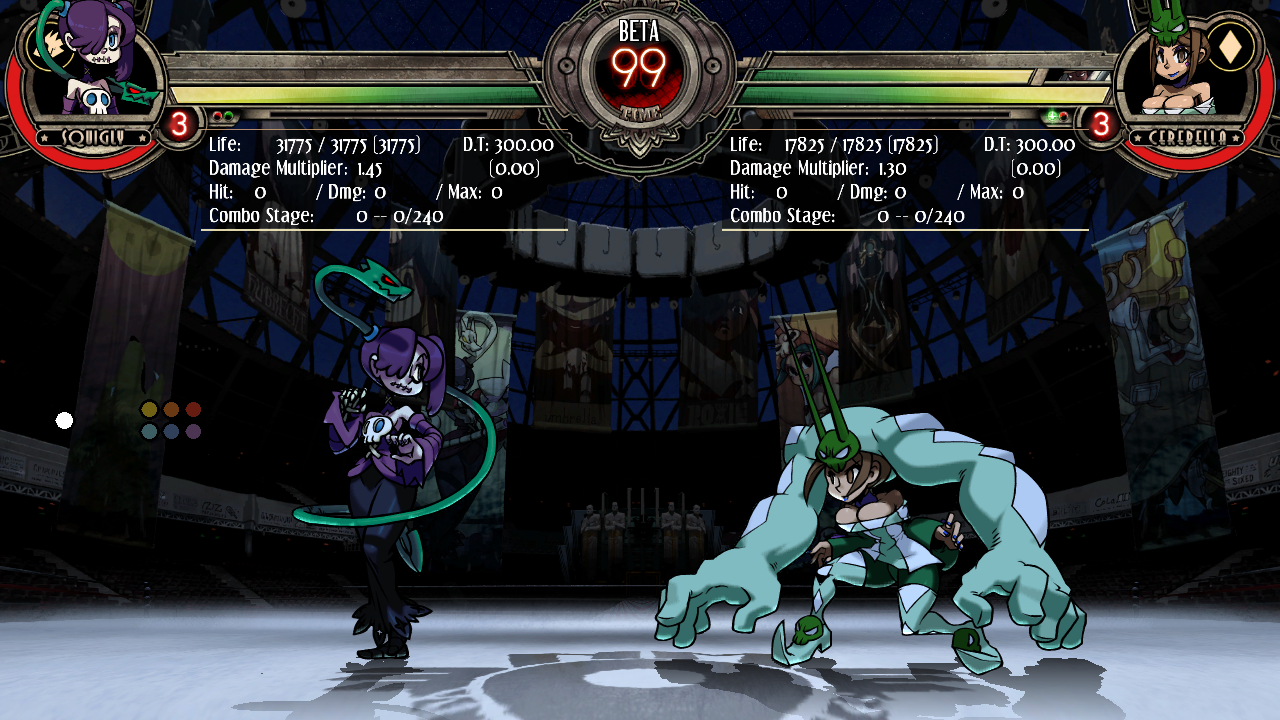 BETA
99
TIME
SQUIGLY
3
3
CEREBELLA
Life: 31775 / 31775 (31775) D.T: 300.00
Damage Multiplier: 1.45 (0.00)
Hit: 0 / Dmg: 0 / Max: 0
Combo Stage: 0 -- 0/240
Life: 17825 / 17825 (17825) D.T: 300.00
Damage Multiplier: 1.30 (0.00)
Hit: 0 / Dmg: 0 / Max: 0
Combo Stage: 0 -- 0/240